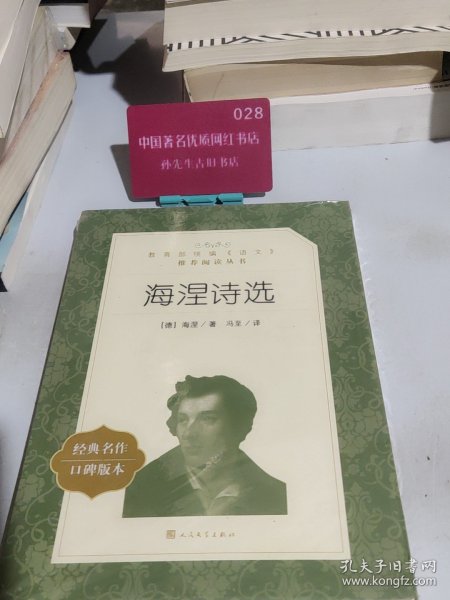 028
中国著名优质网红书店
孙先生古旧书店
教育部统编《语文》
推荐阅读丛书
海涅诗选
[德] 海涅/著 冯至/译
经典名作
口碑版本
人民文学出版社
孔夫子旧书网
www.kongfz.com